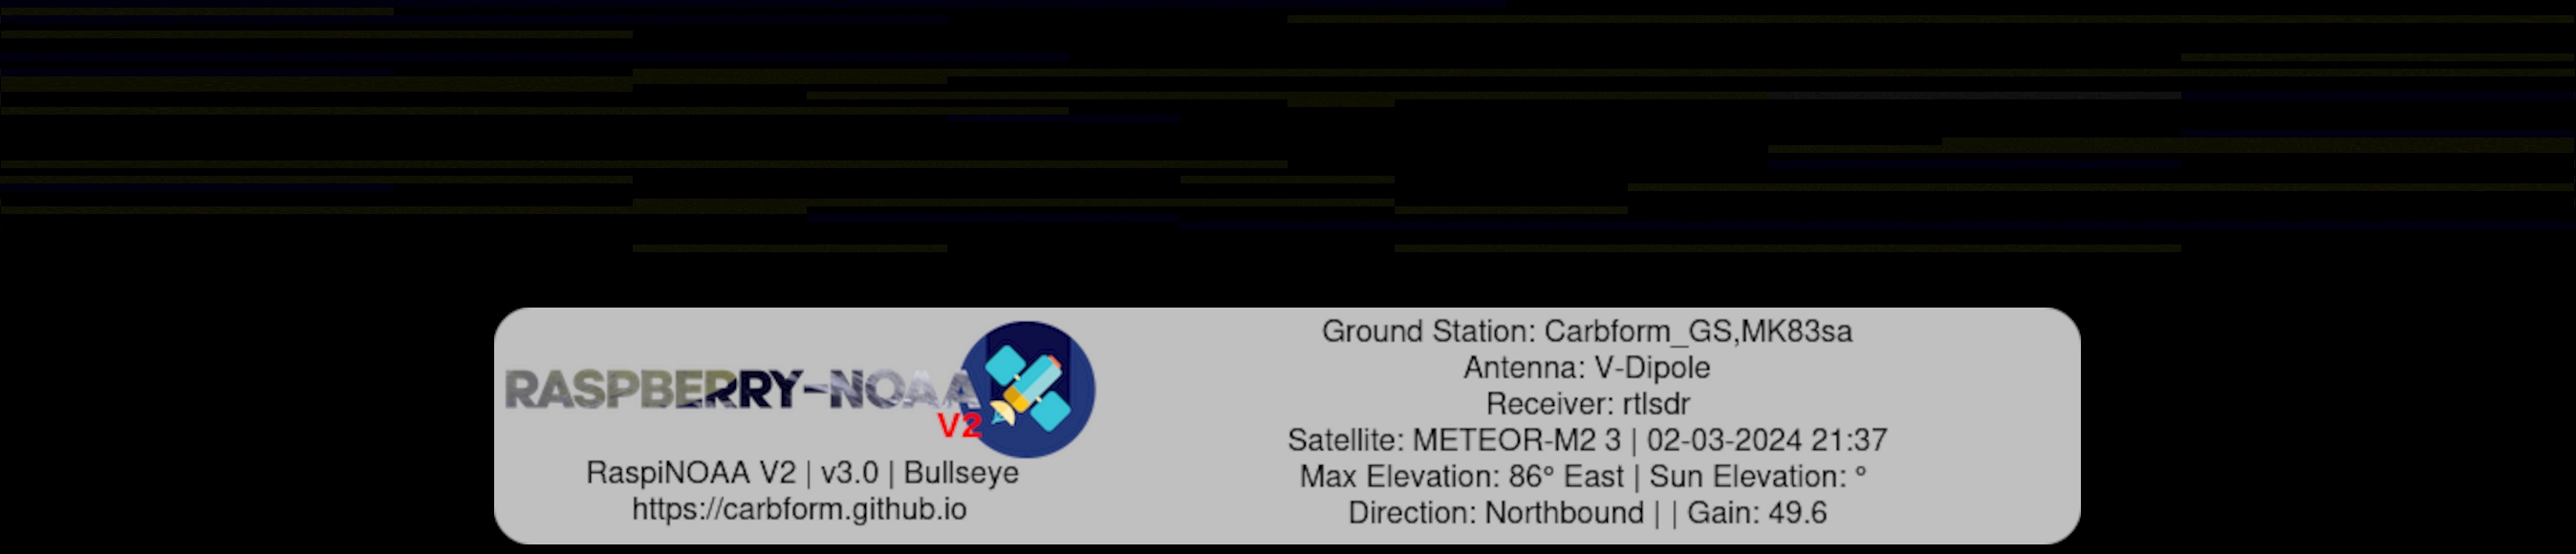 RASPBERRY-NOAA
V2
RaspiNOAA V2 | v3.0 | Bullseye
https://carbform.github.io
Ground Station: Carbform_GS,MK83sa
Antenna: V-Dipole
Receiver: rtlsdr
Satellite: METEOR-M2 3 | 02-03-2024 21:37
Max Elevation: 86° East | Sun Elevation: °
Direction: Northbound | | Gain: 49.6